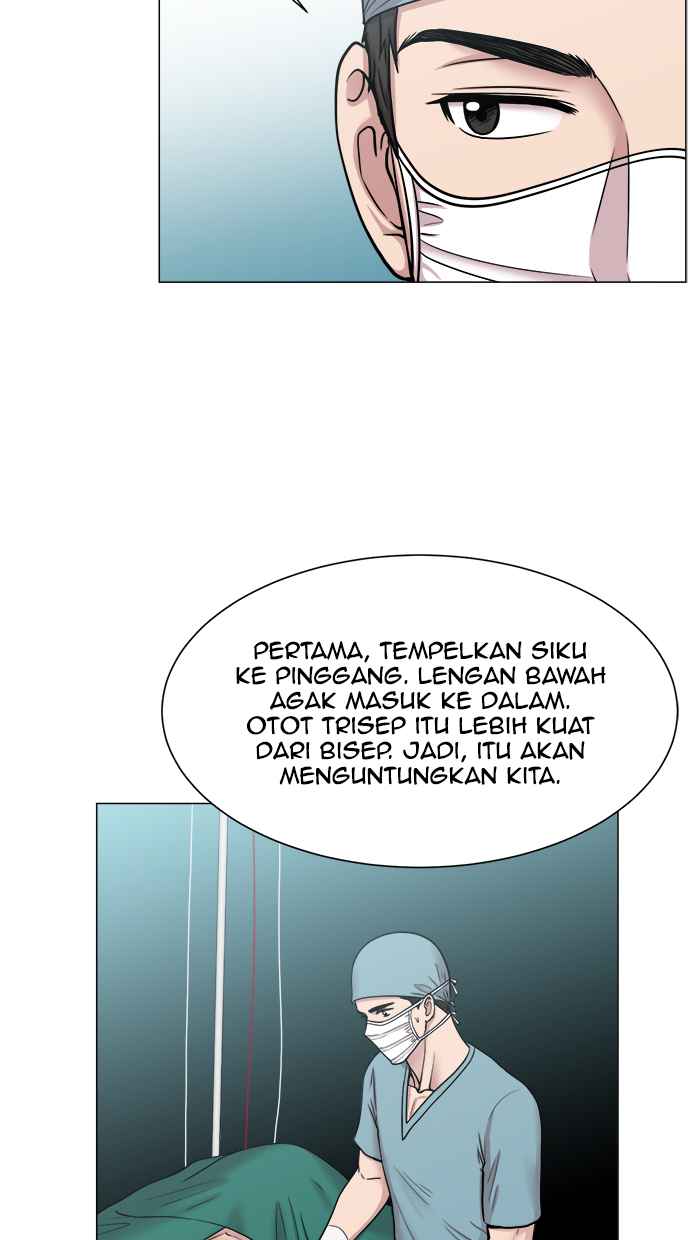 PERTAMA, TEMPELKAN SIKU
KE PINGGANG. LENGAN BAWAH
AGAK MASUK KE DALAM.
OTOT TRISEP ITU LEBIH KUAT
DARI BISEP. JADI, ITU AKAN
MENGUNTUNGKAN KITA.